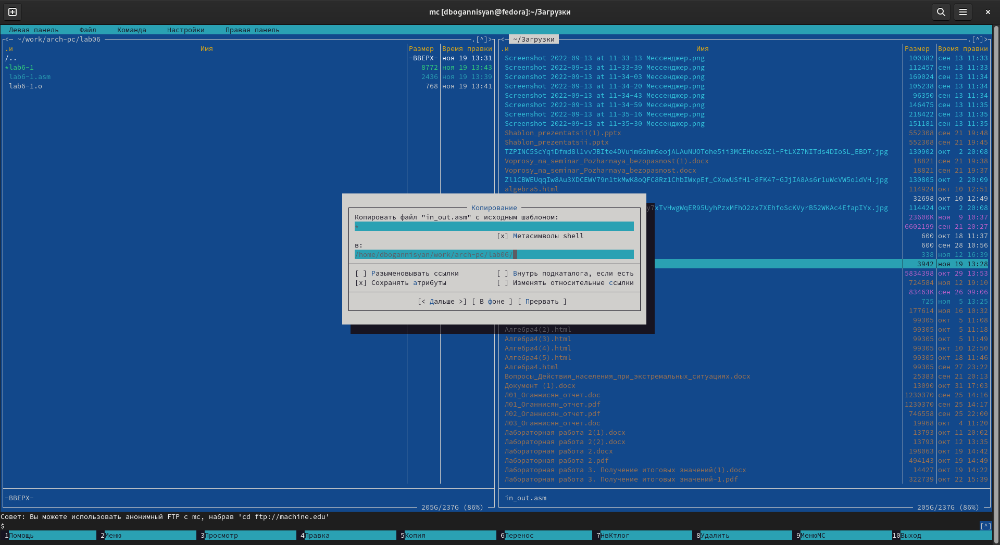 mc [dbogannisyan@fedora]:~/Загрузки
Левая панель Файл Команда Настройки Правая панель
<─ ~/work/arch-pc/lab06 .[^]>
.и Имя Размер Время правки
/.. -ВВЕРХ- ноя 19 13:31
*lab6-1 8772 ноя 19 13:43
lab6-1.asm 2436 ноя 19 13:39
lab6-1.o 768 ноя 19 13:41
-ВВЕРХ-
205G/237G (86%)
<─ ~/Загрузки .[^]>
.и Имя Размер Время правки
Screenshot 2022-09-13 at 11-33-13 Мессенджер.png 100382 сен 13 11:33
Screenshot 2022-09-13 at 11-33-39 Мессенджер.png 112457 сен 13 11:33
Screenshot 2022-09-13 at 11-34-03 Мессенджер.png 169024 сен 13 11:34
Screenshot 2022-09-13 at 11-34-20 Мессенджер.png 105238 сен 13 11:34
Screenshot 2022-09-13 at 11-34-43 Мессенджер.png 96350 сен 13 11:34
Screenshot 2022-09-13 at 11-34-59 Мессенджер.png 146475 сен 13 11:35
Screenshot 2022-09-13 at 11-35-16 Мессенджер.png 218422 сен 13 11:35
Screenshot 2022-09-13 at 11-35-30 Мессенджер.png 151181 сен 13 11:35
Shablon_prezentatsii(1).pptx 552308 сен 21 19:48
Shablon_prezentatsii.pptx 552308 сен 21 19:45
TZPINC5ScYqiDfmd8l1vvJBIte4DVuim6Ghm6eojALAuNUOTohe5ii3MCEHoecGZl-FtLXZ7NITds4DIoSL_EBD7.jpg 130902 окт 2 20:08
Voprosy_na_seminar_Pozharnaya_bezopasnost(1).docx 18821 сен 21 19:38
Voprosy_na_seminar_Pozharnaya_bezopasnost.docx 18821 сен 21 19:37
Zl1CBWEUqqIw8Au3XDCEWV79n1tkMwK8oQFC8Rz1ChbIWxpEf_CXowUSfH1-8FK47-GJjIA8As6r1uWcVW5o1dVH.jpg 130805 окт 2 20:09
algebra5.html 114924 окт 10 12:51
32698 окт 10 12:49
y7xTvHwgWqER95UyhPzxMFhO2zx7XEhfoScKVyrB52WKAc4EfapIYx.jpg 114424 окт 2 20:08
23600K ноя 9 10:37
6602199 сен 21 20:27
600 окт 18 11:37
600 сен 28 10:56
338 ноя 12 16:39
3942 ноя 19 13:28
5834398 окт 29 13:53
724584 ноя 12 19:10
83463K сен 26 09:06
725 ноя 5 13:25
177614 ноя 16 10:32
99305 окт 5 11:08
Алгебра4(2).html 99305 окт 5 11:18
Алгебра4(3).html 99305 окт 5 11:49
Алгебра4(4).html 99305 окт 10 12:50
Алгебра4(5).html 99305 окт 18 11:46
Алгебра4.html 99305 сен 27 23:22
Вопросы_Действия_населения_при_экстремальных_ситуациях.docx 25383 сен 21 20:13
Документ (1).docx 13090 окт 31 17:03
Л01_Оганнисян_отчет.doc 1230370 сен 25 14:16
Л01_Оганнисян_отчет.pdf 1230370 сен 25 14:17
Л02_Оганнисян_отчет.pdf 746558 сен 25 22:00
Л03_Оганнисян_отчет.doc 19968 окт 4 11:20
Лабораторная работа 2(1).docx 13793 окт 11 20:02
Лабораторная работа 2(2).docx 13793 окт 12 13:35
Лабораторная работа 2.docx 198063 окт 19 14:42
Лабораторная работа 2.pdf 494143 окт 19 14:49
Лабораторная работа 3. Получение итоговых значений(1).docx 14427 окт 19 14:22
Лабораторная работа 3. Получение итоговых значений-1.pdf 322739 окт 22 15:39
in_out.asm
205G/237G (86%)
Копирование
Копировать файл "in_out.asm" с исходным шаблоном:
*
[x] Метасимволы shell
в:
/home/dbogannisyan/work/arch-pc/lab06/
[ ] Разыменовывать ссылки [ ] Внутрь подкаталога, если есть
[x] Сохранять атрибуты [ ] Изменять относительные ссылки
[< Дальше >] [ В фоне ] [ Прервать ]
Совет: Вы можете использовать анонимный FTP с mc, набрав 'cd ftp://machine.edu'
$ [^]
1Помощь 2Меню 3Просмотр 4Правка 5Копия 6Перенос 7НвКтлог 8Удалить 9МенюМС 10Выход